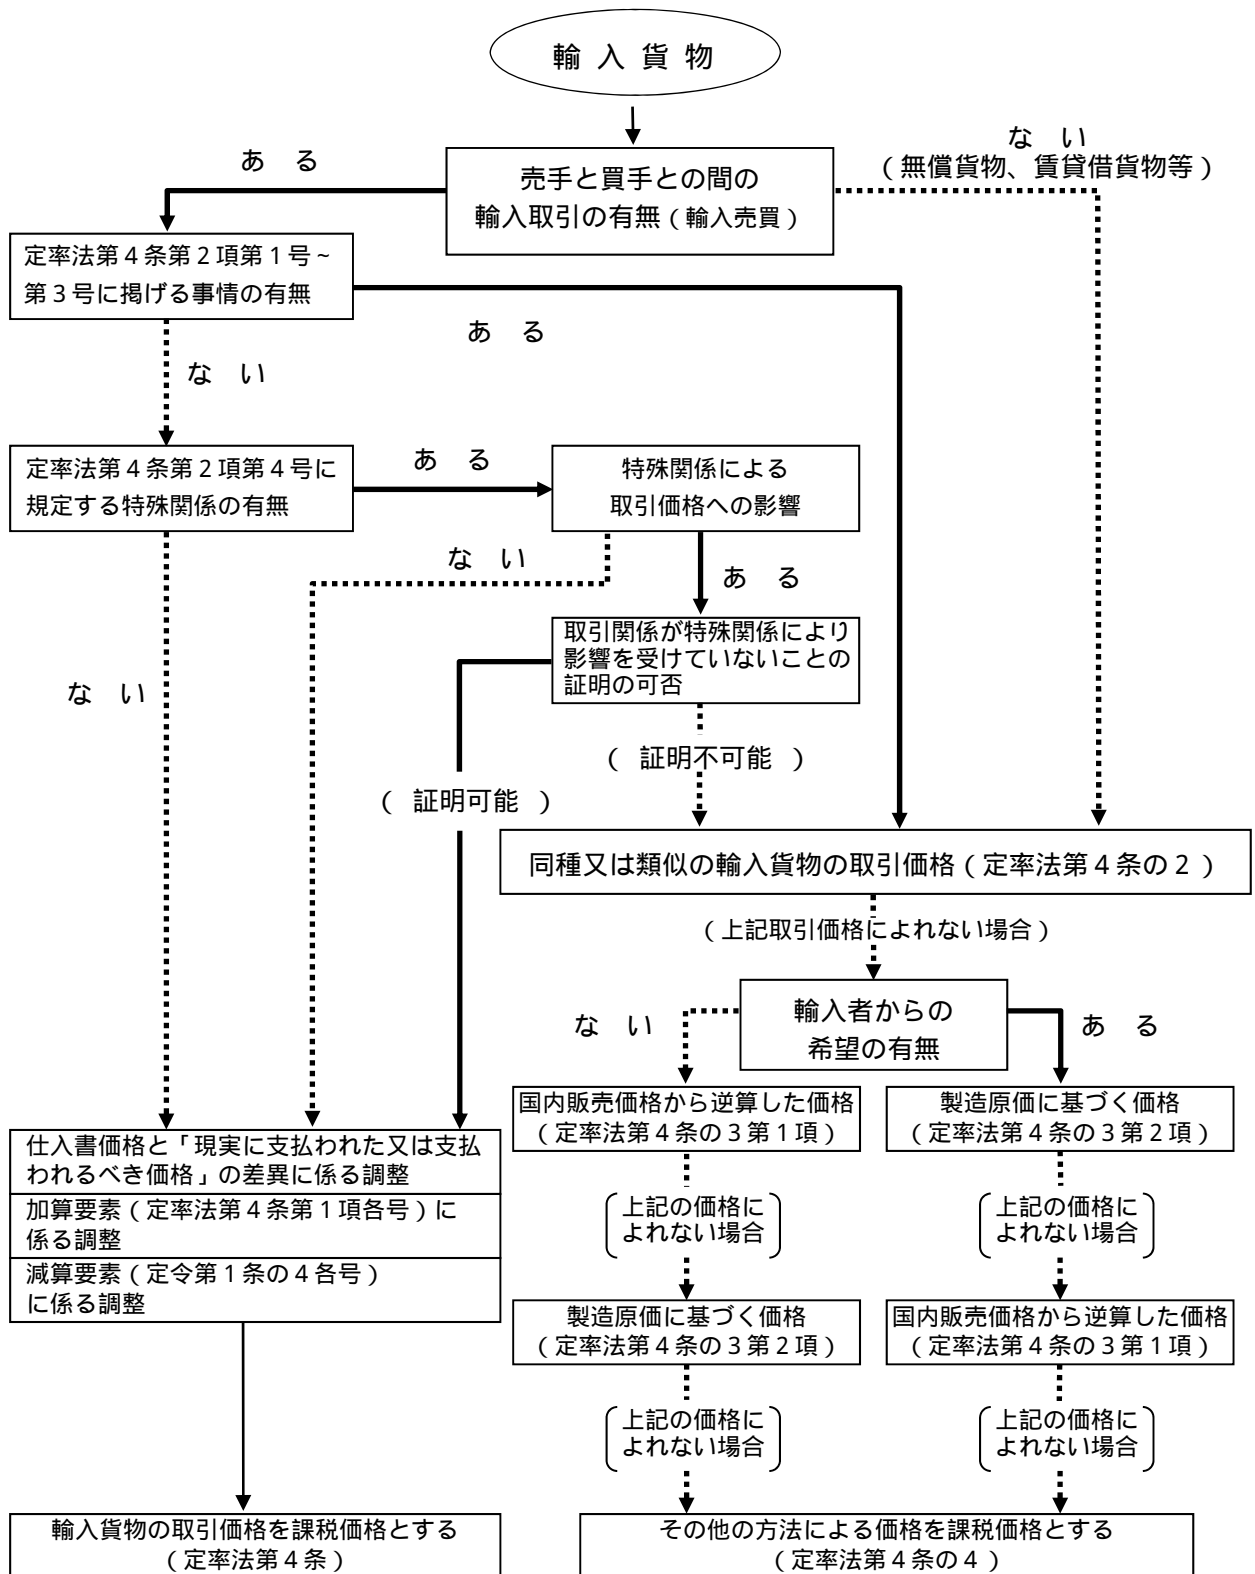 輸入貨物
ある
ない
（無償貨物、賃貸借貨物等）
売手と買手との間の
輸入取引の有無（輸入売買）
定率法第４条第２項第１号~
第３号に掲げる事情の有無
ある
ない
定率法第４条第２項第４号に
規定する特殊関係の有無
ある
特殊関係による
取引価格への影響
ない
ある
取引関係が特殊関係により
影響を受けていないことの
証明の可否
ない
（証明不可能）
（証明可能）
同種又は類似の輸入貨物の取引価格（定率法第４条の２）
（上記取引価格によれない場合）
輸入者からの
希望の有無
ない
ある
国内販売価格から逆算した価格
（定率法第４条の３第１項）
製造原価に基づく価格
（定率法第４条の３第２項）
仕入書価格と「現実に支払われた又は支払
われるべき価格」の差異に係る調整
加算要素（定率法第４条第１項各号）に
係る調整
減算要素（定令第１条の４各号）
に係る調整
上記の価格に
よれない場合
上記の価格に
よれない場合
製造原価に基づく価格
（定率法第４条の３第２項）
国内販売価格から逆算した価格
（定率法第４条の３第１項）
上記の価格に
よれない場合
上記の価格に
よれない場合
輸入貨物の取引価格を課税価格とする
（定率法第４条）
その他の方法による価格を課税価格とする
（定率法第４条の４）